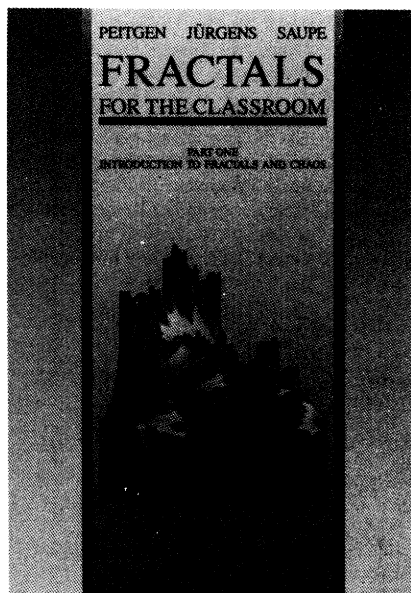 PEITGEN JÜRGENS SAUPE
FRACTALS
FOR THE CLASSROOM
PART ONE
INTRODUCTION TO FRACTALS AND CHAOS